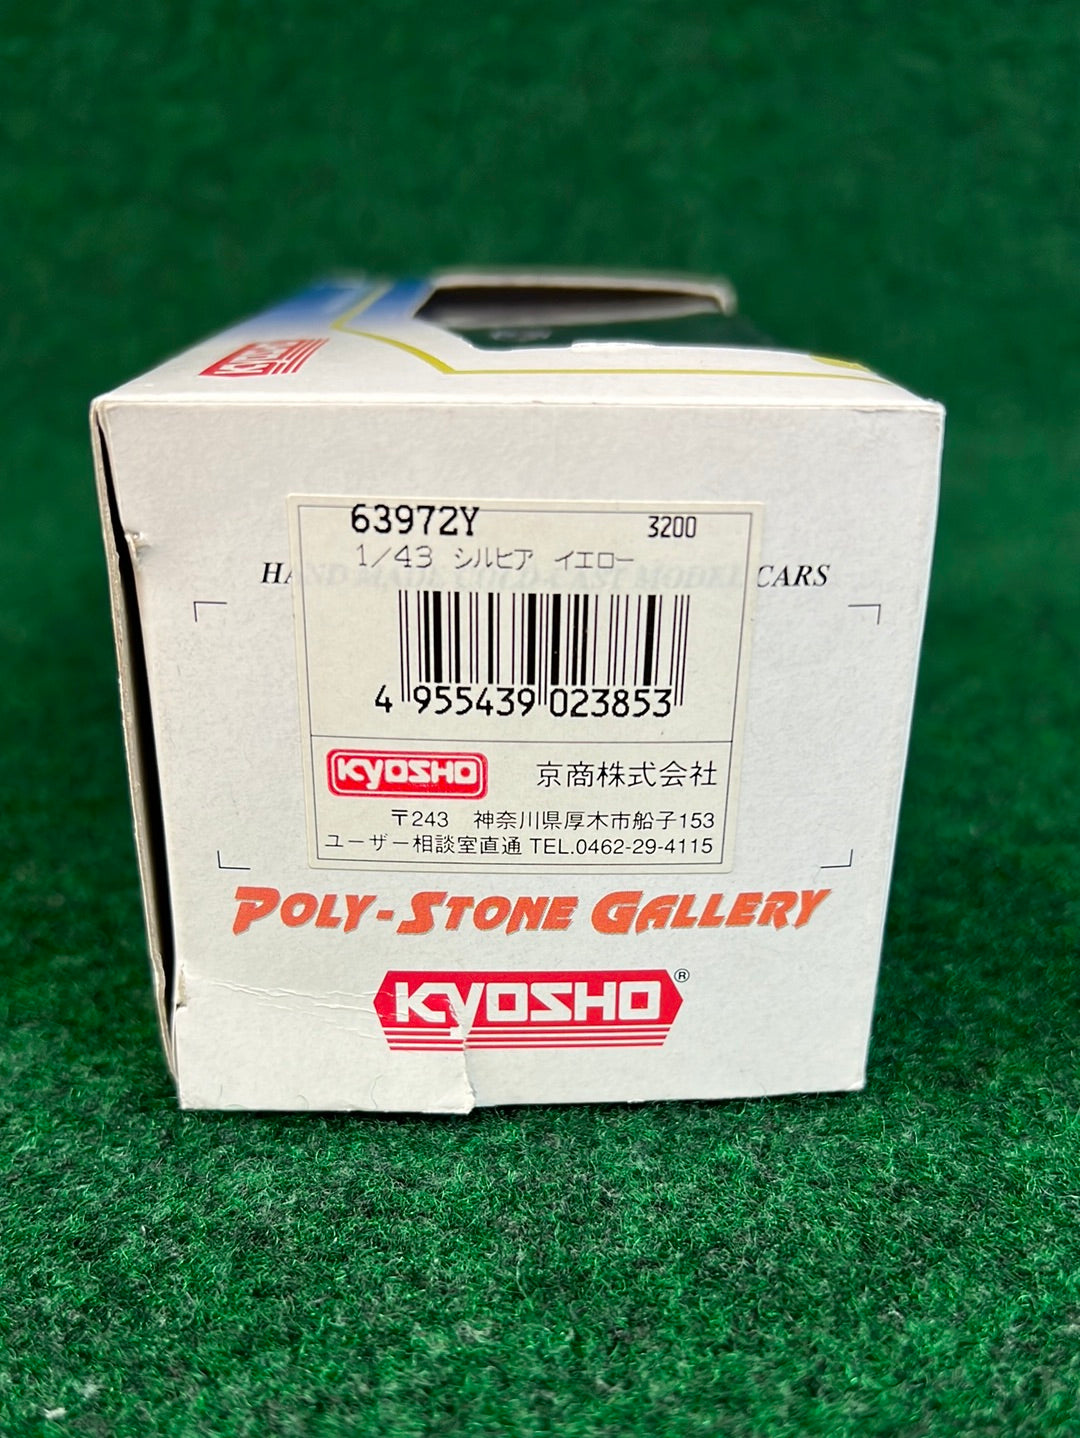 KYOSHO
63972Y 3200
1/43 シルビア イエロー
HAND MADE COLD-CAST MODEL CARS
4 955439 023853
KYOSHO 京商株式会社
〒243 神奈川県厚木市船子153
ユーザー相談室直通 TEL.0462-29-4115
POLY-STONE GALLERY
KYOSHO®